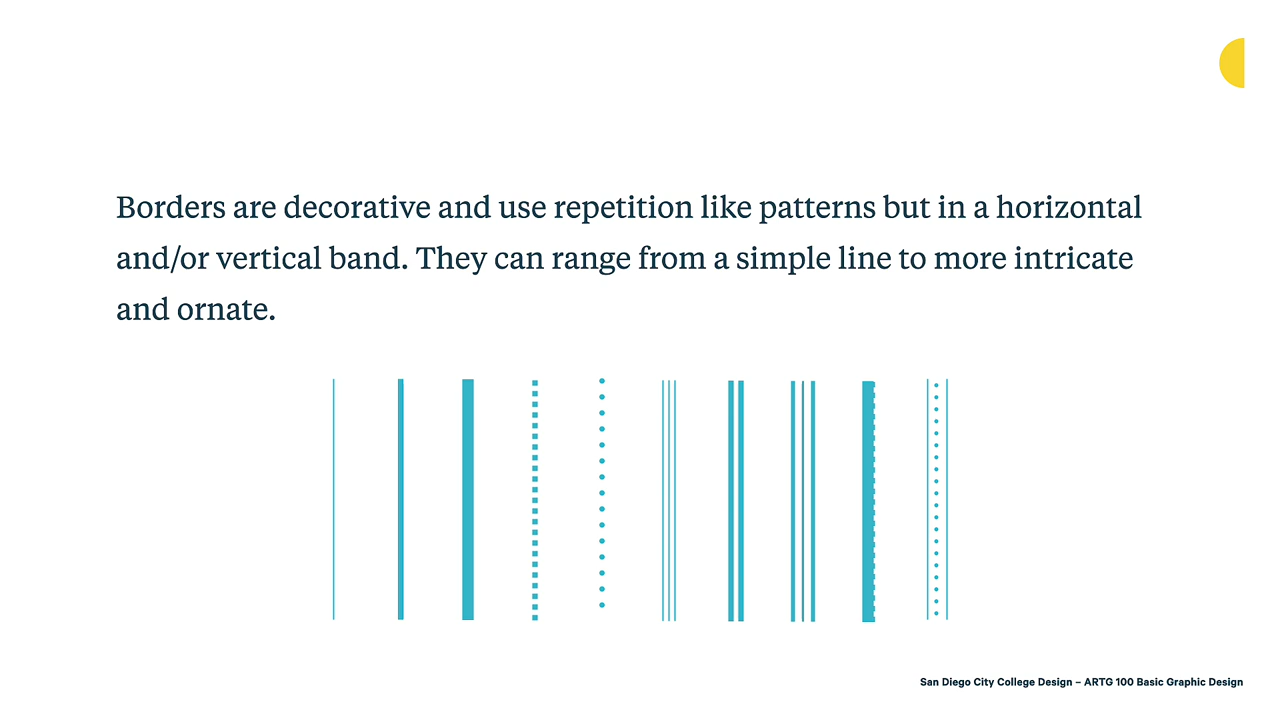 Borders are decorative and use repetition like patterns but in a horizontal
and/or vertical band. They can range from a simple line to more intricate
and ornate.
San Diego City College Design – ARTG 100 Basic Graphic Design